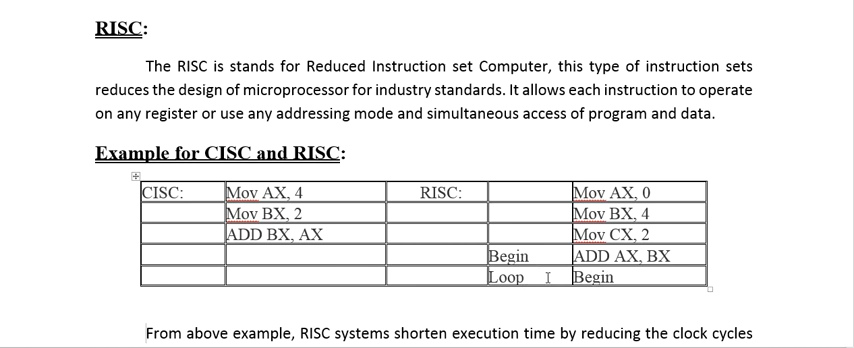 RISC:
The RISC is stands for Reduced Instruction set Computer, this type of instruction sets
reduces the design of microprocessor for industry standards. It allows each instruction to operate
on any register or use any addressing mode and simultaneous access of program and data.
Example for CISC and RISC:
CISC: Mov AX, 4 RISC: Mov AX, 0
Mov BX, 2 Mov BX, 4
ADD BX, AX Mov CX, 2
Begin ADD AX, BX
Loop Begin
From above example, RISC systems shorten execution time by reducing the clock cycles